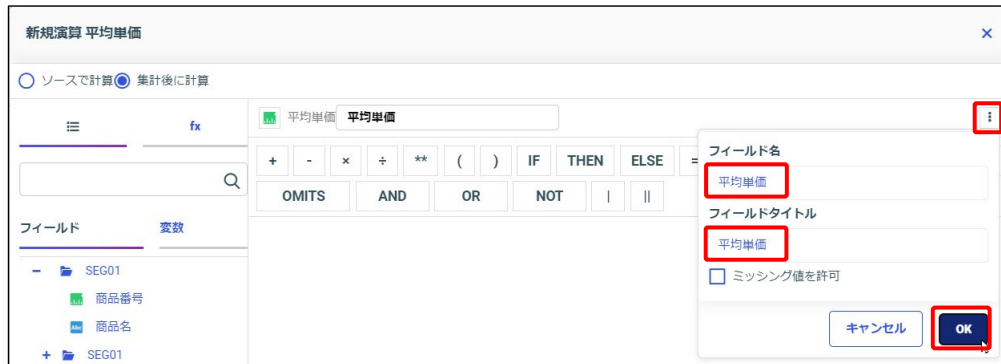 新規演算 平均単価 ×
ソースで計算 集計後に計算
fx
平均単価 平均単価
+ - × ÷ ** ( ) IF THEN ELSE =
OMITS AND OR NOT | ||
フィールド 変数
- SEG01
商品番号
Abc 商品名
+ SEG01
フィールド名
平均単価
フィールドタイトル
平均単価
ミッシング値を許可
キャンセル OK